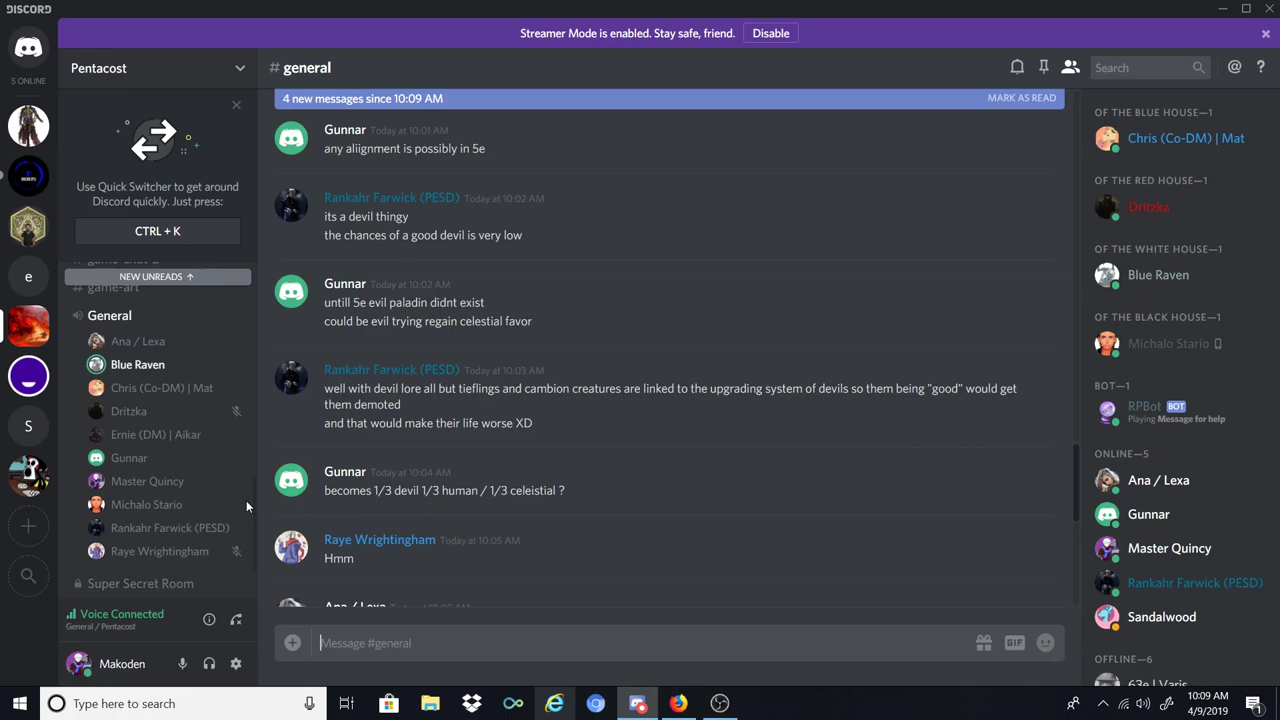 DISCORD
Streamer Mode is enabled. Stay safe, friend.
Disable
5 ONLINE
e
S
Pentacost
Use Quick Switcher to get around
Discord quickly. Just press:
CTRL + K
NEW UNREADS
# game-art
General
Ana / Lexa
Blue Raven
Chris (Co-DM) | Mat
Dritzka
Ernie (DM) | Aikar
Gunnar
Master Quincy
Michalo Stario
Rankahr Farwick (PESD)
Raye Wrightingham
Super Secret Room
Voice Connected
General / Pentacost
Makoden
# general
Search
4 new messages since 10:09 AM
MARK AS READ
Gunnar Today at 10:01 AM
any aliignment is possibly in 5e
Rankahr Farwick (PESD) Today at 10:02 AM
its a devil thingy
the chances of a good devil is very low
Gunnar Today at 10:02 AM
untill 5e evil paladin didnt exist
could be evil trying regain celestial favor
Rankahr Farwick (PESD) Today at 10:03 AM
well with devil lore all but tieflings and cambion creatures are linked to the upgrading system of devils so them being "good" would get
them demoted
and that would make their life worse XD
Gunnar Today at 10:04 AM
becomes 1/3 devil 1/3 human / 1/3 celeistial ?
Raye Wrightingham Today at 10:05 AM
Hmm
Ana / Lexa Today at 10:05 AM
Message #general
GIF
OF THE BLUE HOUSE—1
Chris (Co-DM) | Mat
OF THE RED HOUSE—1
Dritzka
OF THE WHITE HOUSE—1
Blue Raven
OF THE BLACK HOUSE—1
Michalo Stario
BOT—1
RPBot BOT
Playing Message for help
ONLINE—5
Ana / Lexa
Gunnar
Master Quincy
Rankahr Farwick (PESD)
Sandalwood
OFFLINE—6
63e | Varis
Type here to search
10:09 AM
4/9/2019
1